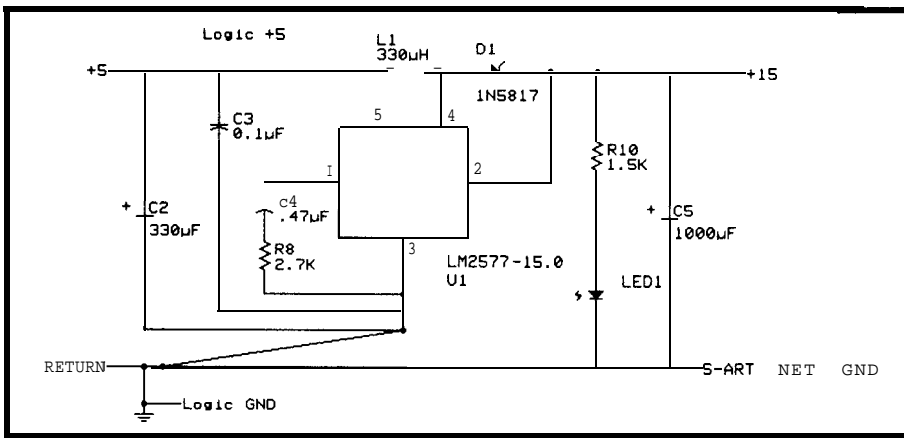 Logic +5
L1
330µH
D1
+5
+15
1N5817
C3
0.1µF
5
4
R10
1.5K
I
2
c4
.47µF
+ C2
330µF
+ C5
1000µF
R8
2.7K
3
LM2577-15.0
U1
LED1
RETURN
S-ART NET GND
Logic GND